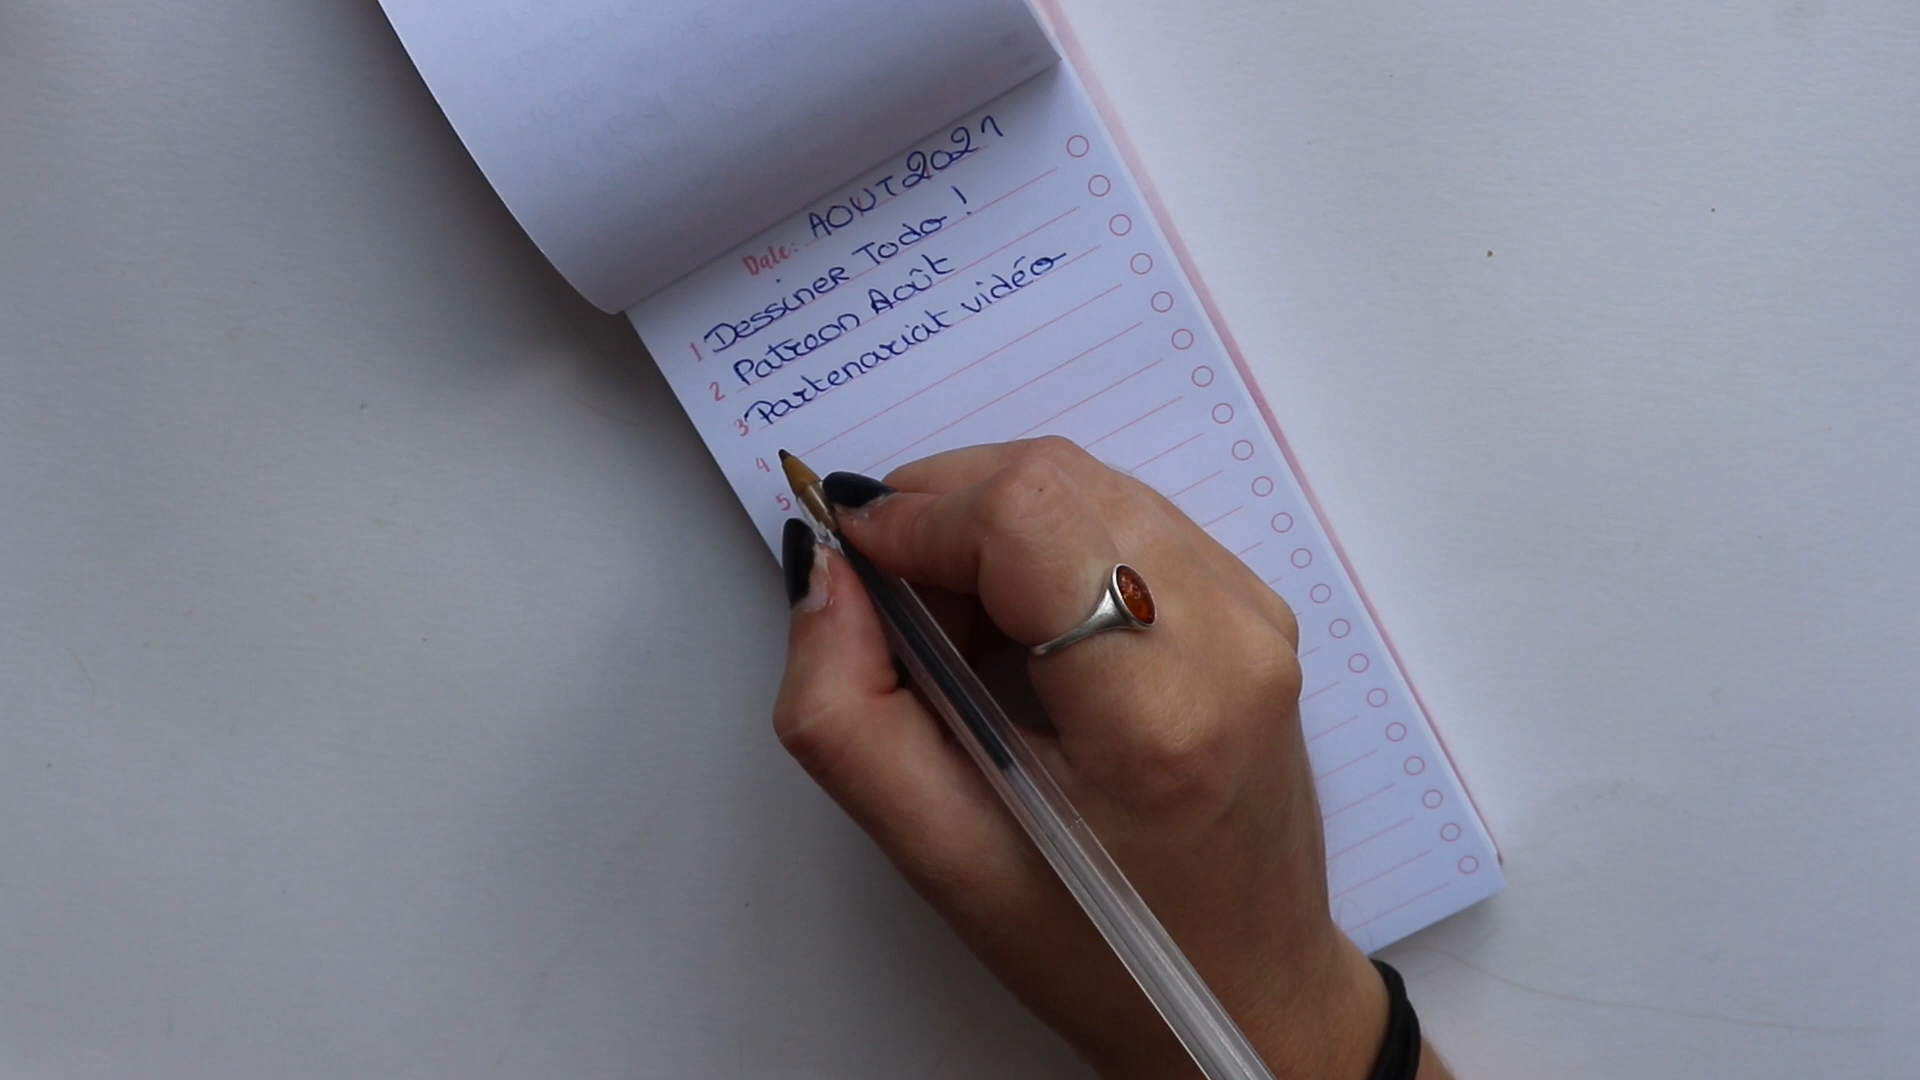 Date: AOUT 2021
1 Dessiner Todo !
2 Patreon Août
3 Partenariat vidéo
4
5